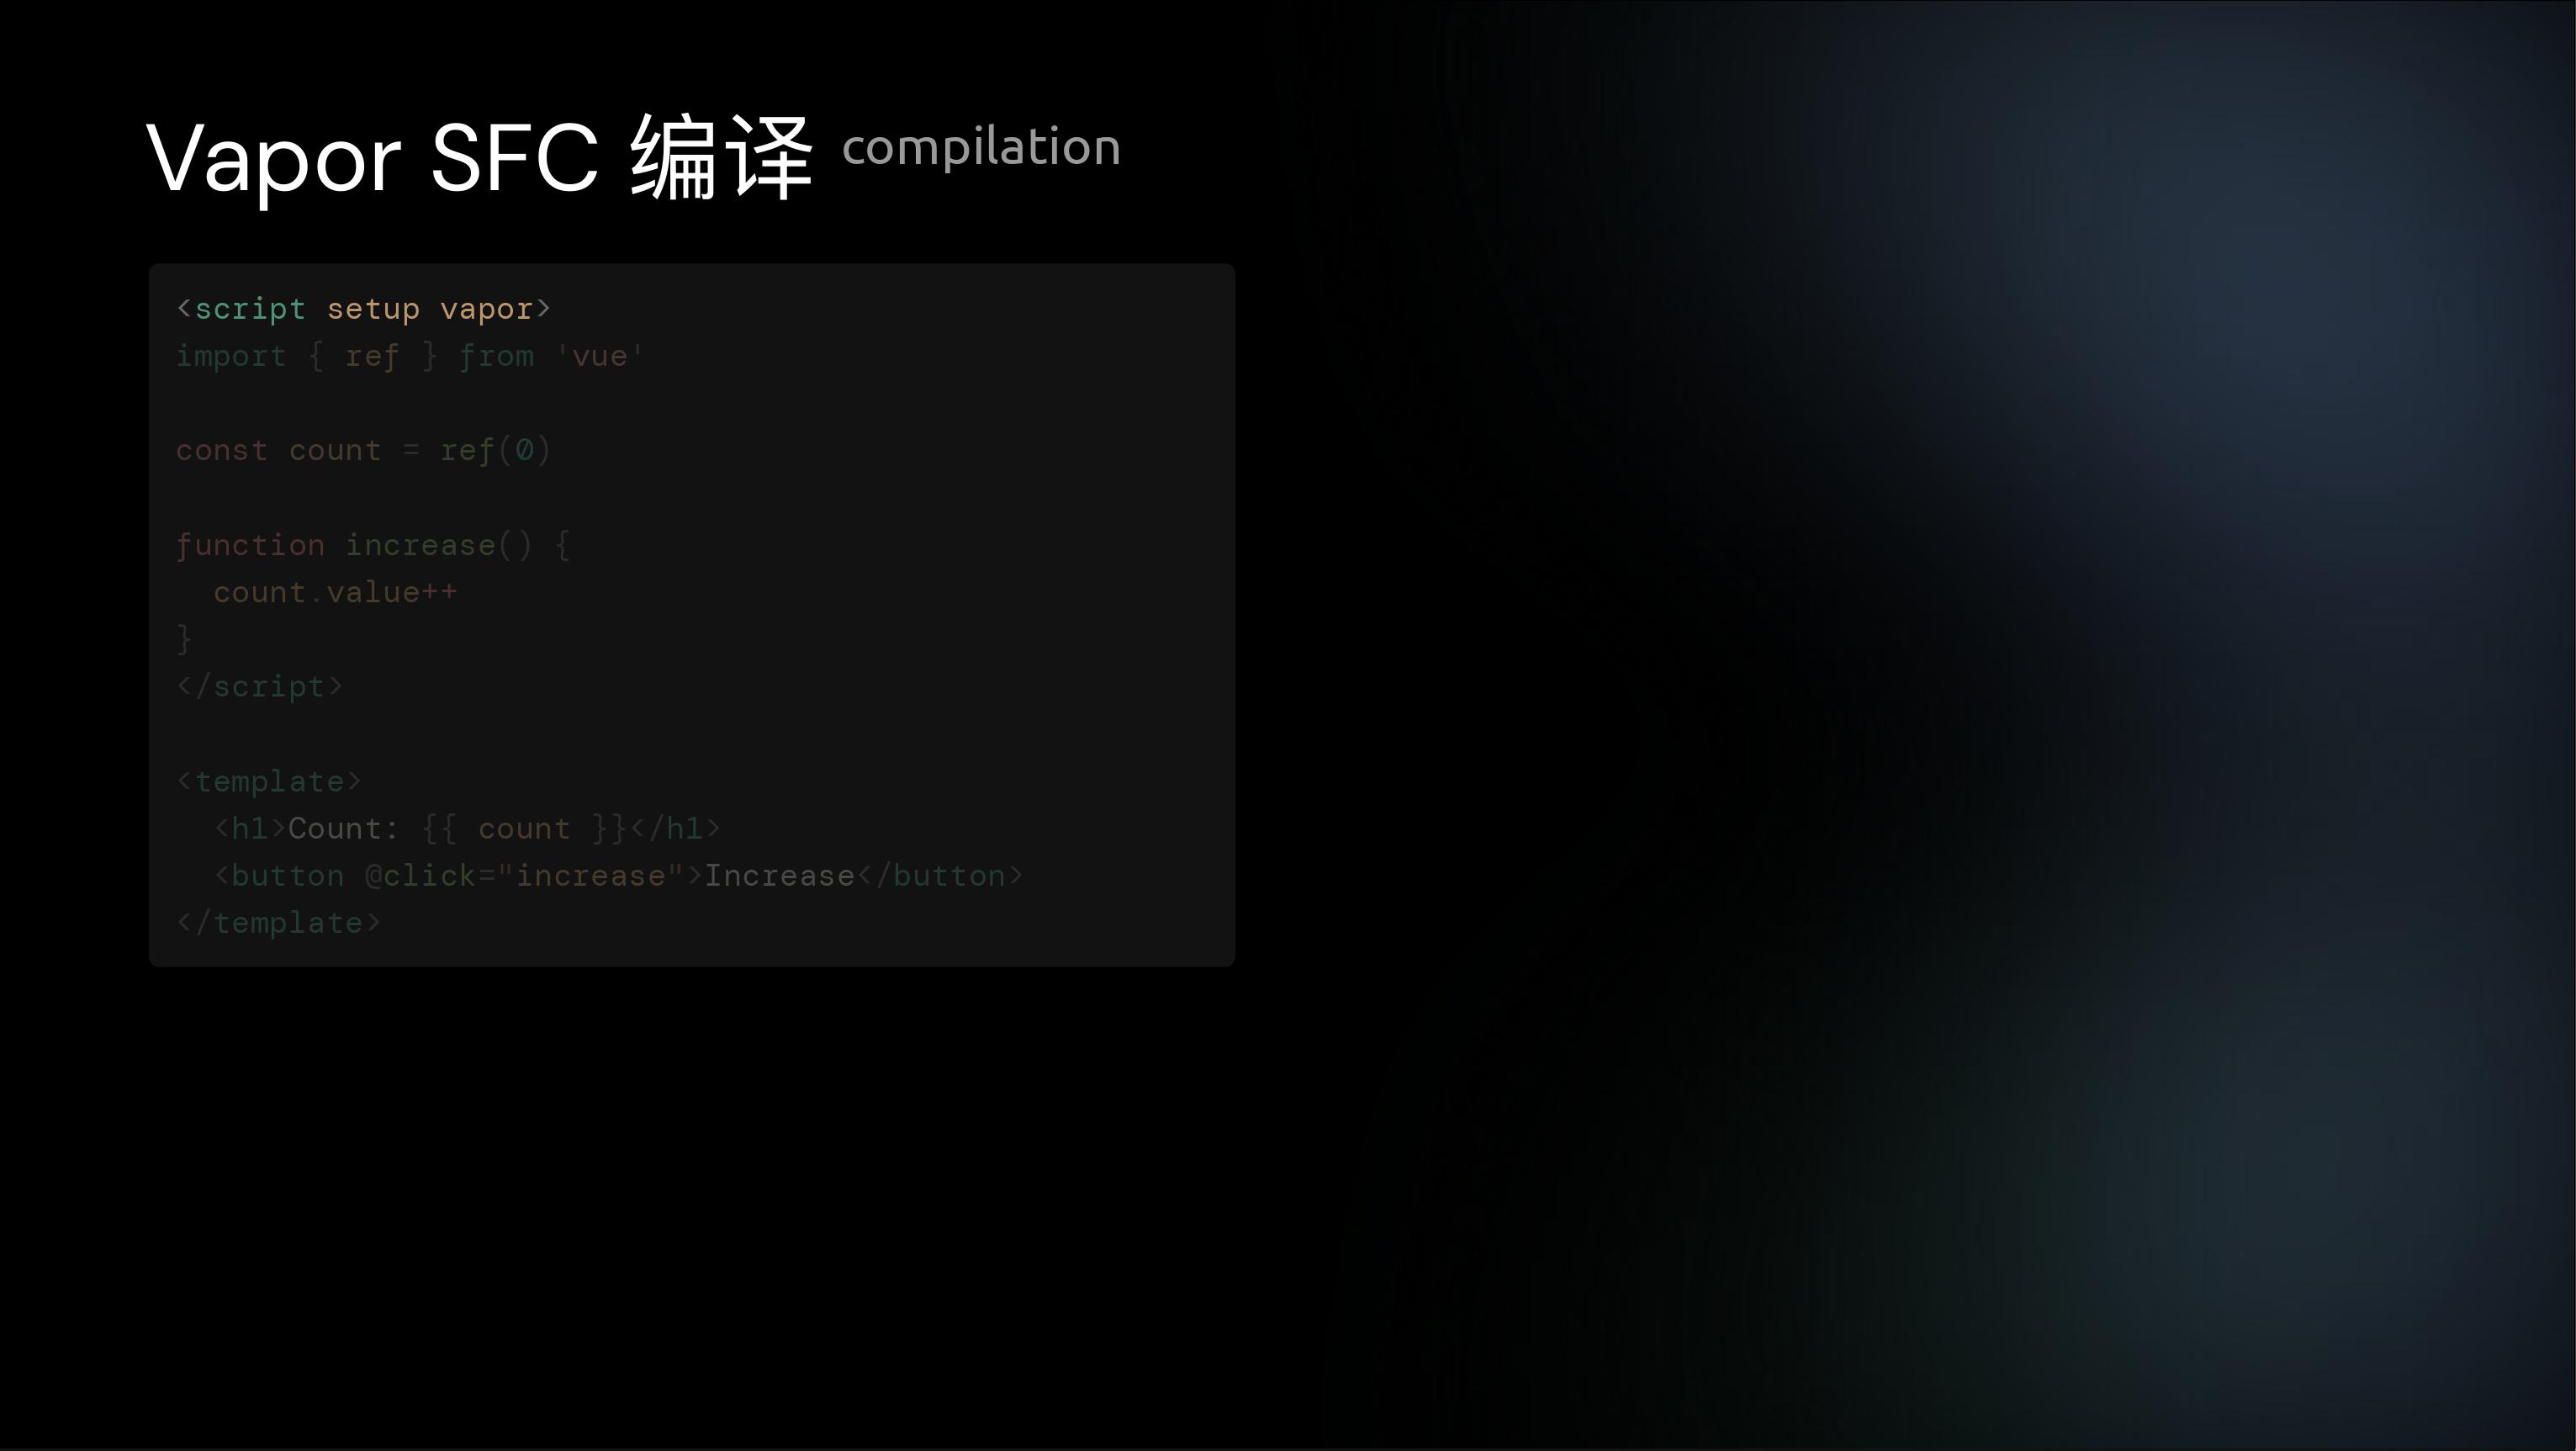 Vapor SFC 编译 compilation
<script setup vapor>
import { ref } from 'vue'
const count = ref(0)
function increase() {
  count.value++
}
</script>
<template>
  <h1>Count: {{ count }}</h1>
  <button @click="increase">Increase</button>
</template>